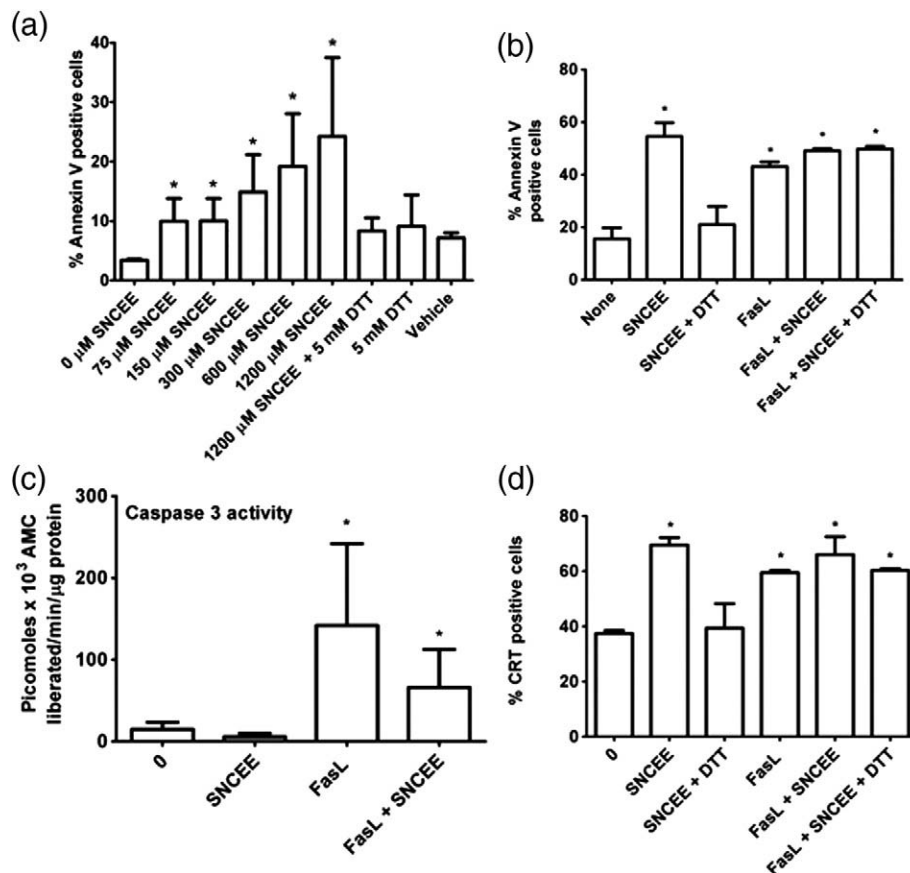 (a)
% Annexin V positive cells
40
30
20
10
0
*
*
*
*
*
0 µM SNCEE
75 µM SNCEE
150 µM SNCEE
300 µM SNCEE
600 µM SNCEE
1200 µM SNCEE
1200 µM SNCEE + 5 mM DTT
5 mM DTT
Vehicle
(b)
% Annexin V
positive cells
80
60
40
20
0
*
*
*
*
None
SNCEE
SNCEE + DTT
FasL
FasL + SNCEE
FasL + SNCEE + DTT
(c)
Picomoles x 10³ AMC
liberated/min/µg protein
300
200
100
0
Caspase 3 activity
*
*
0
SNCEE
FasL
FasL + SNCEE
(d)
% CRT positive cells
80
60
40
20
0
*
*
*
*
0
SNCEE
SNCEE + DTT
FasL
FasL + SNCEE
FasL + SNCEE + DTT